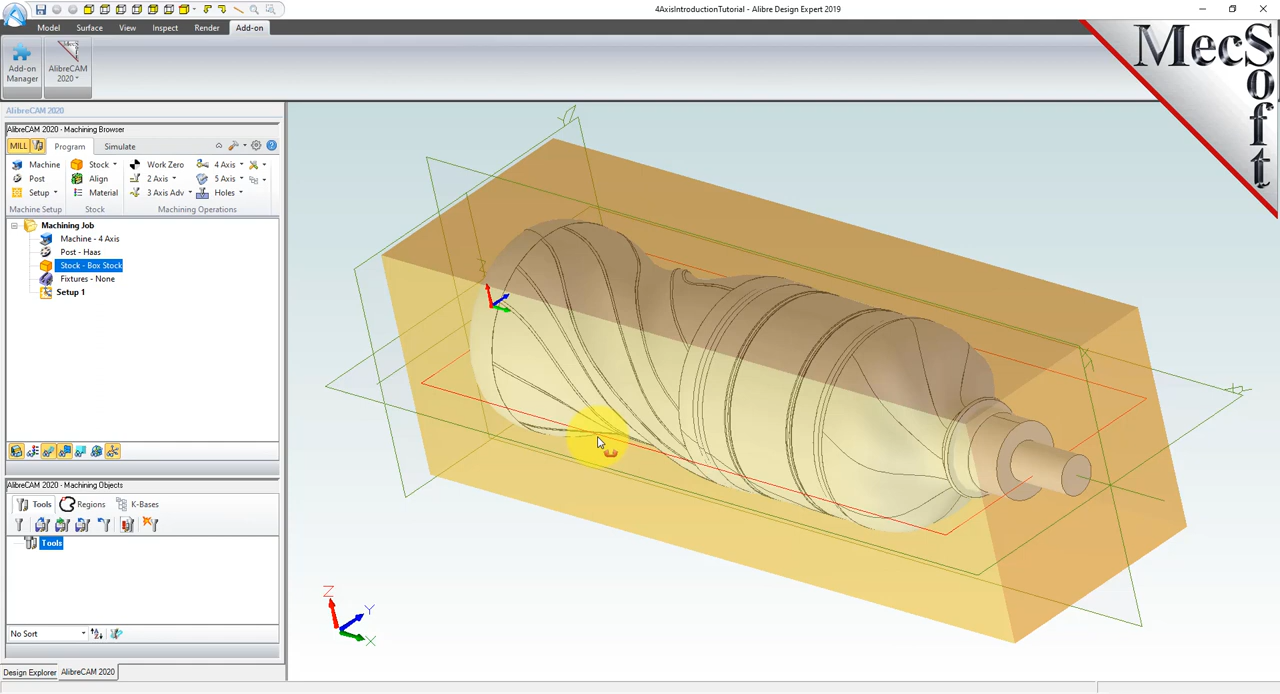 4AxisIntroductionTutorial - Alibre Design Expert 2019
Model Surface View Inspect Render Add-on
Add-on Manager
AlibreCAM 2020
MecSoft
AlibreCAM 2020
AlibreCAM 2020 - Machining Browser
MILL Program Simulate
Machine Stock Work Zero 4 Axis
Post Align 2 Axis 5 Axis
Setup Material 3 Axis Adv Holes
Machine Setup Stock Machining Operations
Machining Job
Machine - 4 Axis
Post - Haas
Stock - Box Stock
Fixtures - None
Setup 1
AlibreCAM 2020 - Machining Objects
Tools Regions K-Bases
Tools
No Sort
Design Explorer AlibreCAM 2020
Z
Y
X